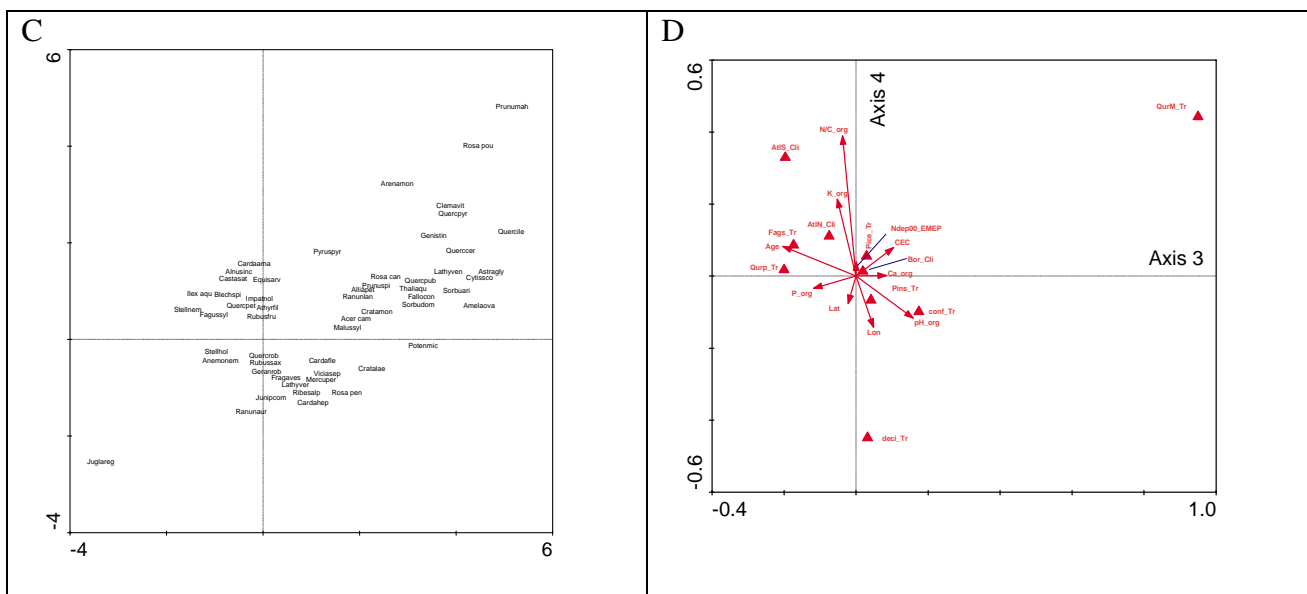 C
6
Prunumah
Rosa pou
Arenamon
Clemavit
Quercpyr
Quercile
Genistin
Pyruspyr
Querccer
Cardaama
Alnusinc
Castasat
Equisarv
Rosa can
Prunuspi
Quercpub
Lathyven
Astragly
Cytissco
Alliapet
Thaliaqu
Sorbuari
Ilex aqu
Blechspi
Impatnol
Ranunlan
Fallocon
Sorbudom
Amelaova
Stellnem
Fagussyl
Quercpet
Athyrfil
Rubusfru
Cratamon
Acer cam
Malussyl
Potenmic
Stellhol
Anemonem
Quercrob
Rubussax
Geranrob
Cardafle
Cratalae
Fragaves
Viciasep
Mercuper
Lathyver
Junipcom
Ribesalp
Rosa pen
Cardahep
Ranunaur
Juglareg
-4
-4
6
D
0.6
Axis 4
QurM_Tr
N/C_org
AtlS_Cli
K_org
AtlN_Cli
Pice_Tr
Ndep00_EMEP
Fags_Tr
Age
CEC
Axis 3
Bor_Cli
Qurp_Tr
Ca_org
P_org
Pins_Tr
Lat
conf_Tr
pH_org
Lon
deci_Tr
-0.6
-0.4
1.0